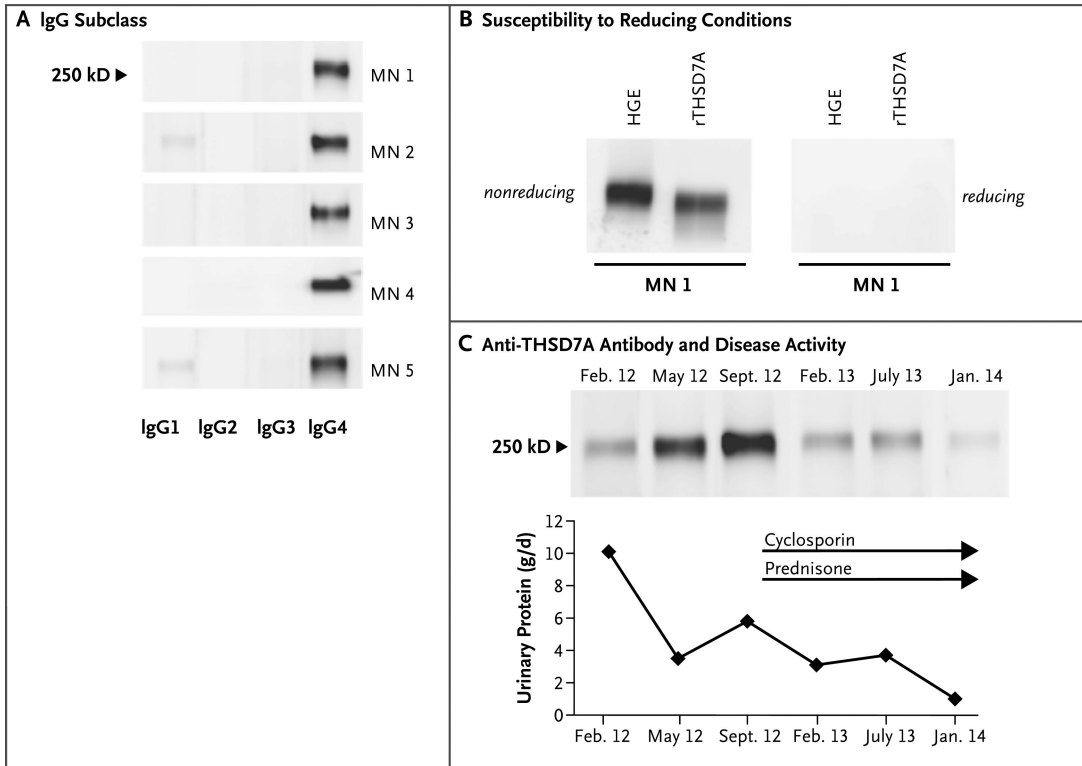 A IgG Subclass
250 kD
MN 1
MN 2
MN 3
MN 4
MN 5
IgG1 IgG2 IgG3 IgG4
B Susceptibility to Reducing Conditions
HGE rTHSD7A HGE rTHSD7A
nonreducing reducing
MN 1 MN 1
C Anti-THSD7A Antibody and Disease Activity
Feb. 12 May 12 Sept. 12 Feb. 13 July 13 Jan. 14
250 kD
Urinary Protein (g/d)
12
10
8
6
4
2
0
Cyclosporin
Prednisone
Feb. 12 May 12 Sept. 12 Feb. 13 July 13 Jan. 14